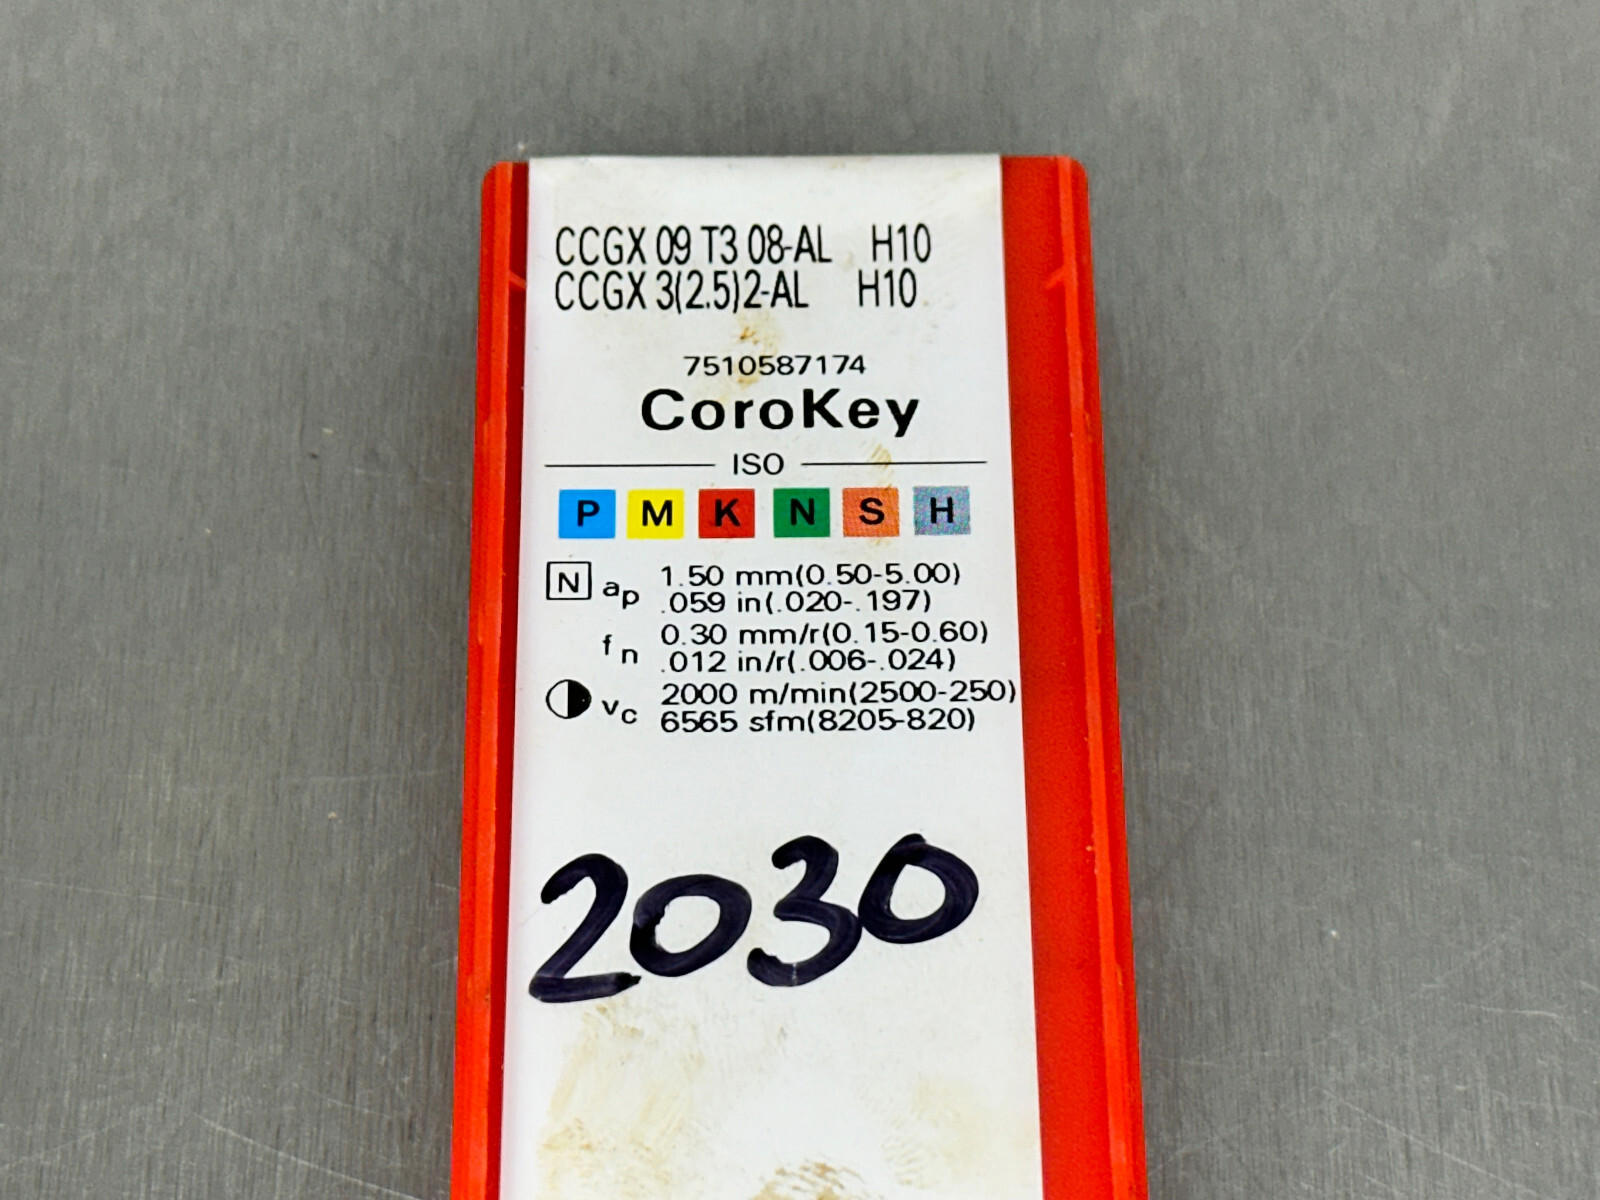 CCGX 09 T3 08-AL H10
CCGX 3(2.5)2-AL H10
7510587174
CoroKey
ISO
P M K N S H
N ap 1.50 mm(0.50-5.00)
.059 in(.020-.197)
fn 0.30 mm/r(0.15-0.60)
.012 in/r(.006-.024)
vc 2000 m/min(2500-250)
6565 sfm(8205-820)
2030